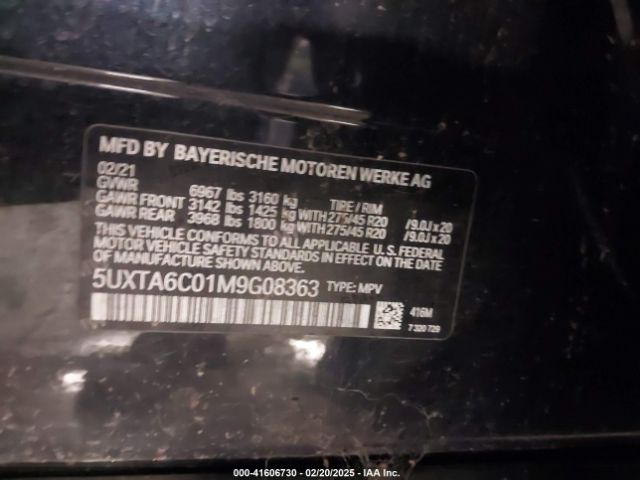 MFD BY BAYERISCHE MOTOREN WERKE AG
02/21
GVWR 6967 lbs 3160 kg TIRE / RIM
GAWR FRONT 3142 lbs 1425 kg WITH 275/45 R20 /9.0J x 20
GAWR REAR 3968 lbs 1800 kg WITH 275/45 R20 /9.0J x 20
THIS VEHICLE CONFORMS TO ALL APPLICABLE U.S. FEDERAL
MOTOR VEHICLE SAFETY STANDARDS IN EFFECT ON THE DATE
OF MANUFACTURE SHOWN ABOVE.
5UXTA6C01M9G08363 TYPE: MPV
416M
7 320 729
000-41606730 - 02/20/2025 - IAA Inc.